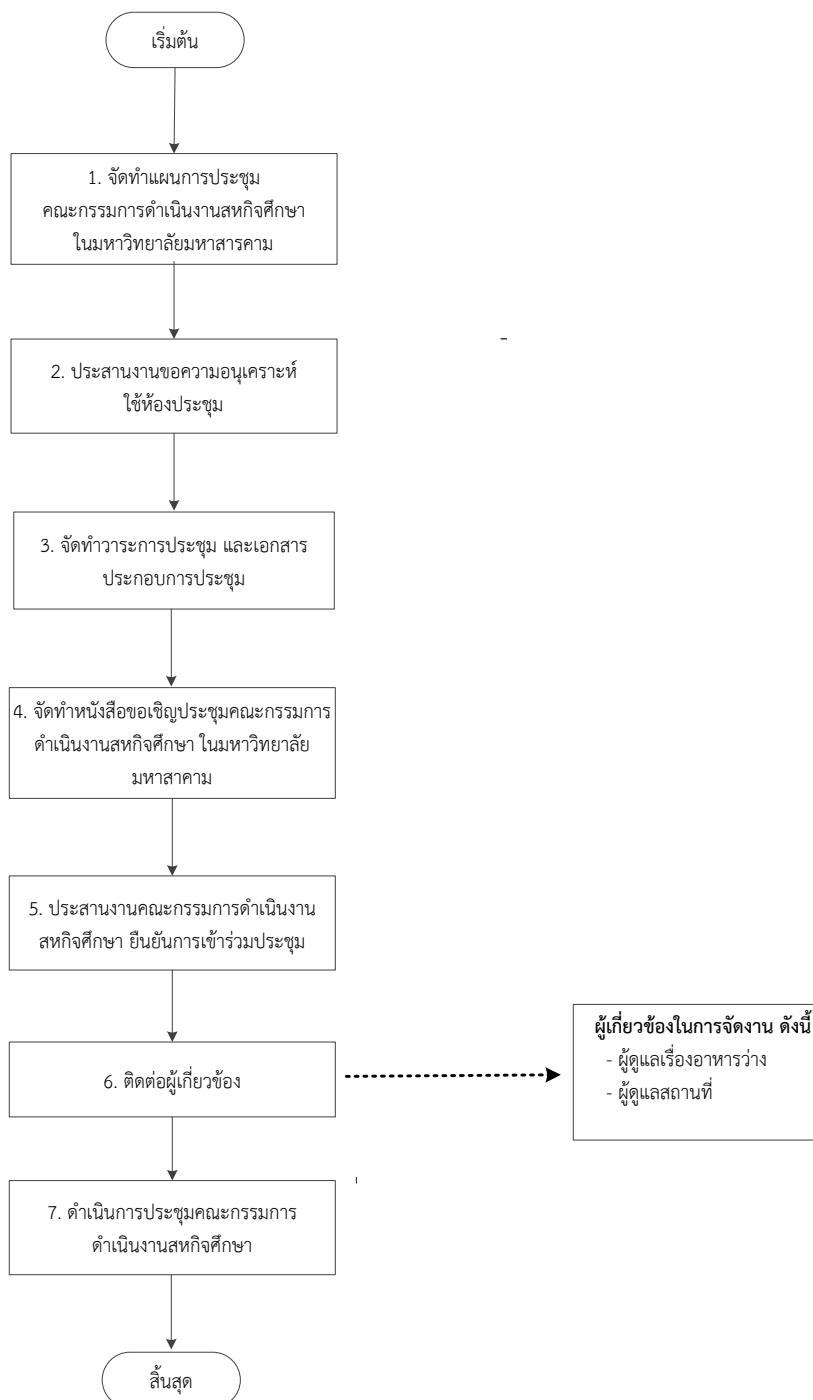 เริ่มต้น
1. จัดทำแผนการประชุม
คณะกรรมการดำเนินงานสหกิจศึกษา
ในมหาวิทยาลัยมหาสารคาม
2. ประสานงานขอความอนุเคราะห์
ใช้ห้องประชุม
3. จัดทำวาระการประชุม และเอกสาร
ประกอบการประชุม
4. จัดทำหนังสือขอเชิญประชุมคณะกรรมการ
ดำเนินงานสหกิจศึกษา ในมหาวิทยาลัย
มหาสาคาม
5. ประสานงานคณะกรรมการดำเนินงาน
สหกิจศึกษา ยืนยันการเข้าร่วมประชุม
6. ติดต่อผู้เกี่ยวข้อง
ผู้เกี่ยวข้องในการจัดงาน ดังนี้
- ผู้ดูแลเรื่องอาหารว่าง
- ผู้ดูแลสถานที่
7. ดำเนินการประชุมคณะกรรมการ
ดำเนินงานสหกิจศึกษา
สิ้นสุด